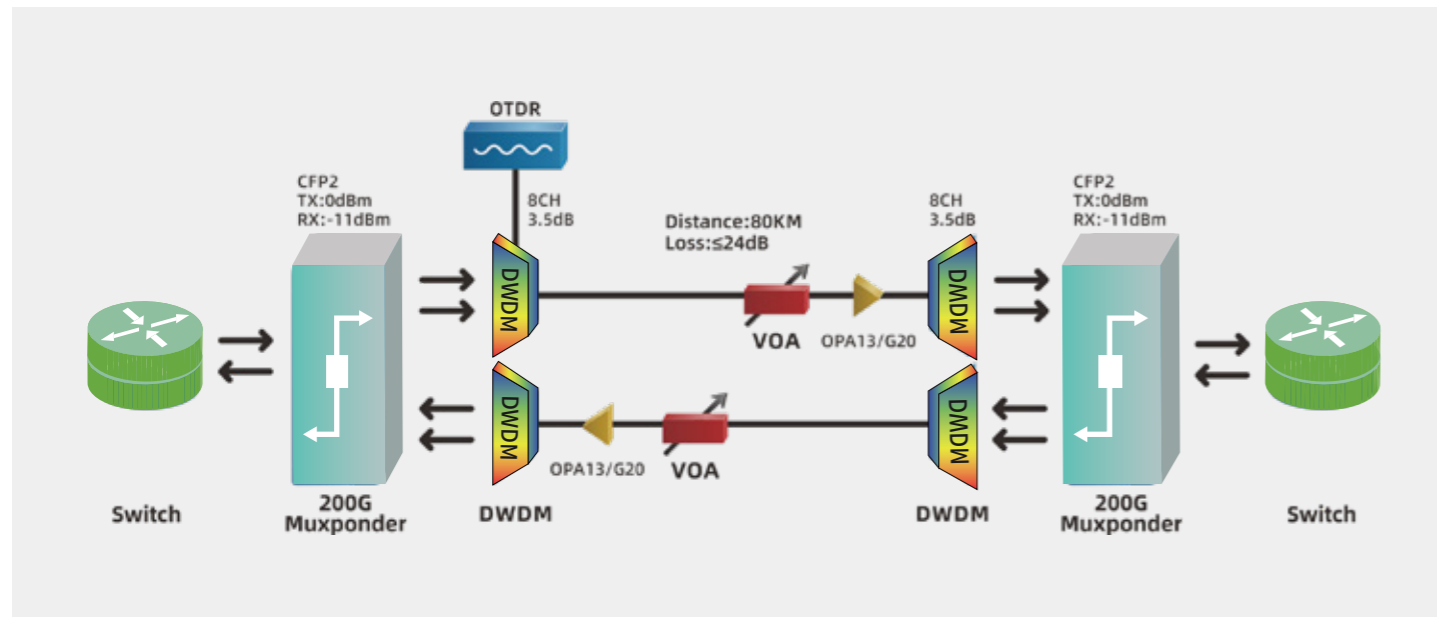 OTDR
CFP2
TX:0dBm
RX:-11dBm
8CH
3.5dB
Distance:80KM
Loss:≤24dB
8CH
3.5dB
CFP2
TX:0dBm
RX:-11dBm
DWDM
DWDM
VOA
OPA13/G20
DWDM
DWDM
OPA13/G20
VOA
Switch
200G
Muxponder
DWDM
DWDM
200G
Muxponder
Switch